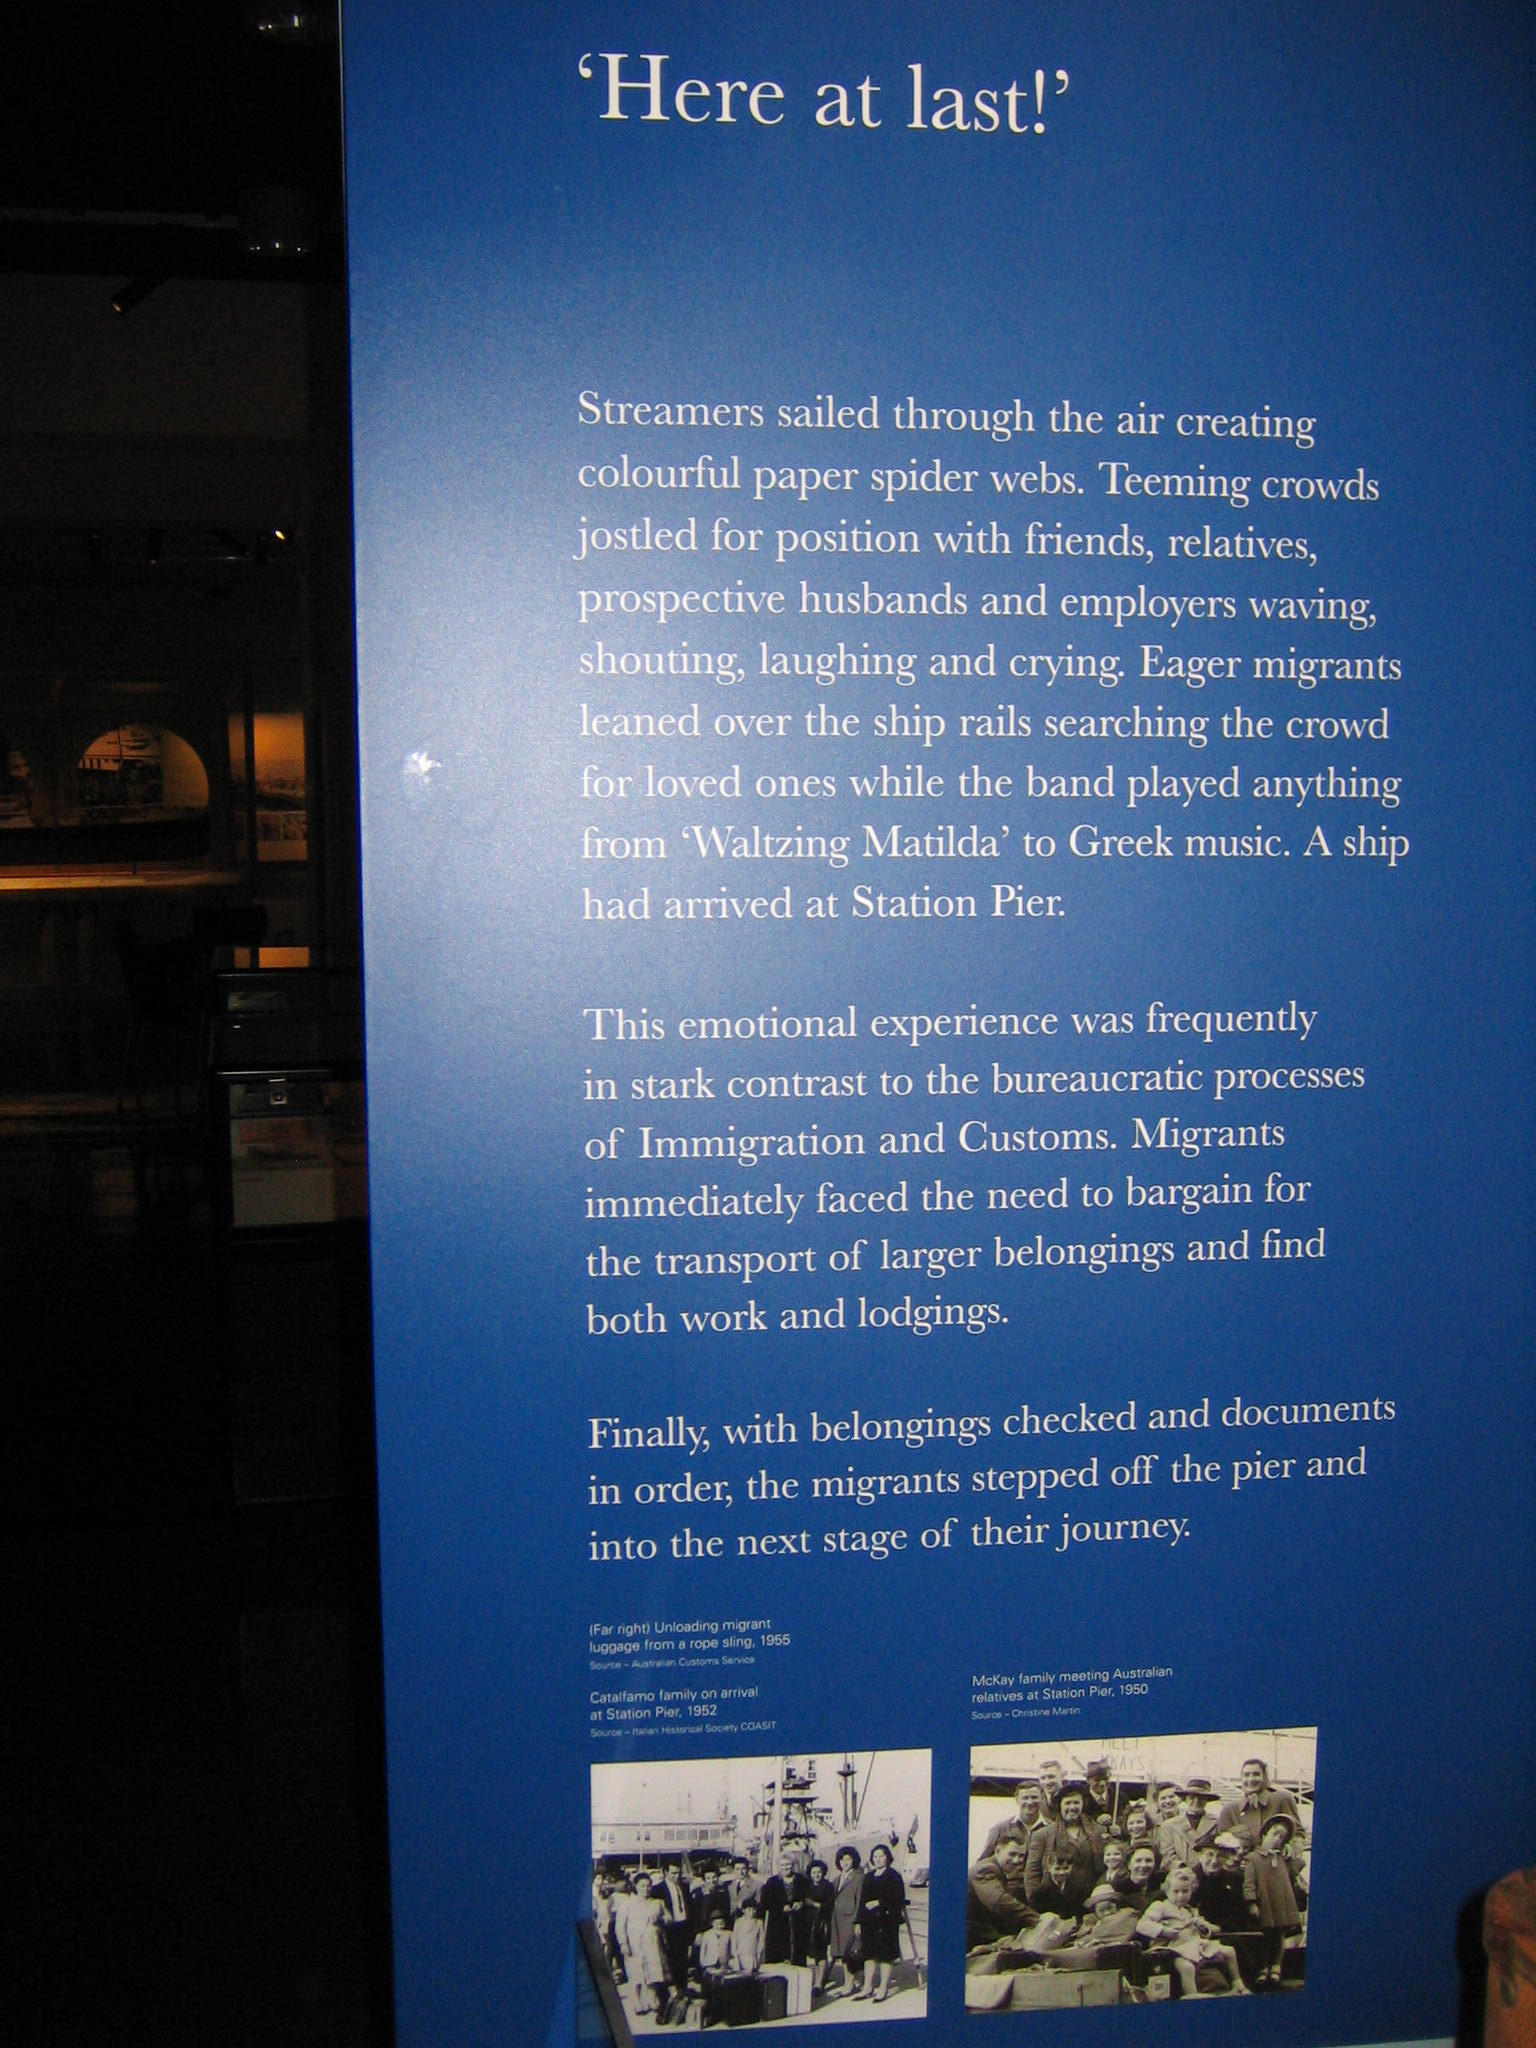 ‘Here at last!’
Streamers sailed through the air creating
colourful paper spider webs. Teeming crowds
jostled for position with friends, relatives,
prospective husbands and employers waving,
shouting, laughing and crying. Eager migrants
leaned over the ship rails searching the crowd
for loved ones while the band played anything
from ‘Waltzing Matilda’ to Greek music. A ship
had arrived at Station Pier.
This emotional experience was frequently
in stark contrast to the bureaucratic processes
of Immigration and Customs. Migrants
immediately faced the need to bargain for
the transport of larger belongings and find
both work and lodgings.
Finally, with belongings checked and documents
in order, the migrants stepped off the pier and
into the next stage of their journey.
(Far right) Unloading migrant
luggage from a rope sling, 1955
Source – Australian Customs Service
Catalfamo family on arrival
at Station Pier, 1952
Source – Italian Historical Society COASIT
McKay family meeting Australian
relatives at Station Pier, 1950
Source – Christine Martin
MEET